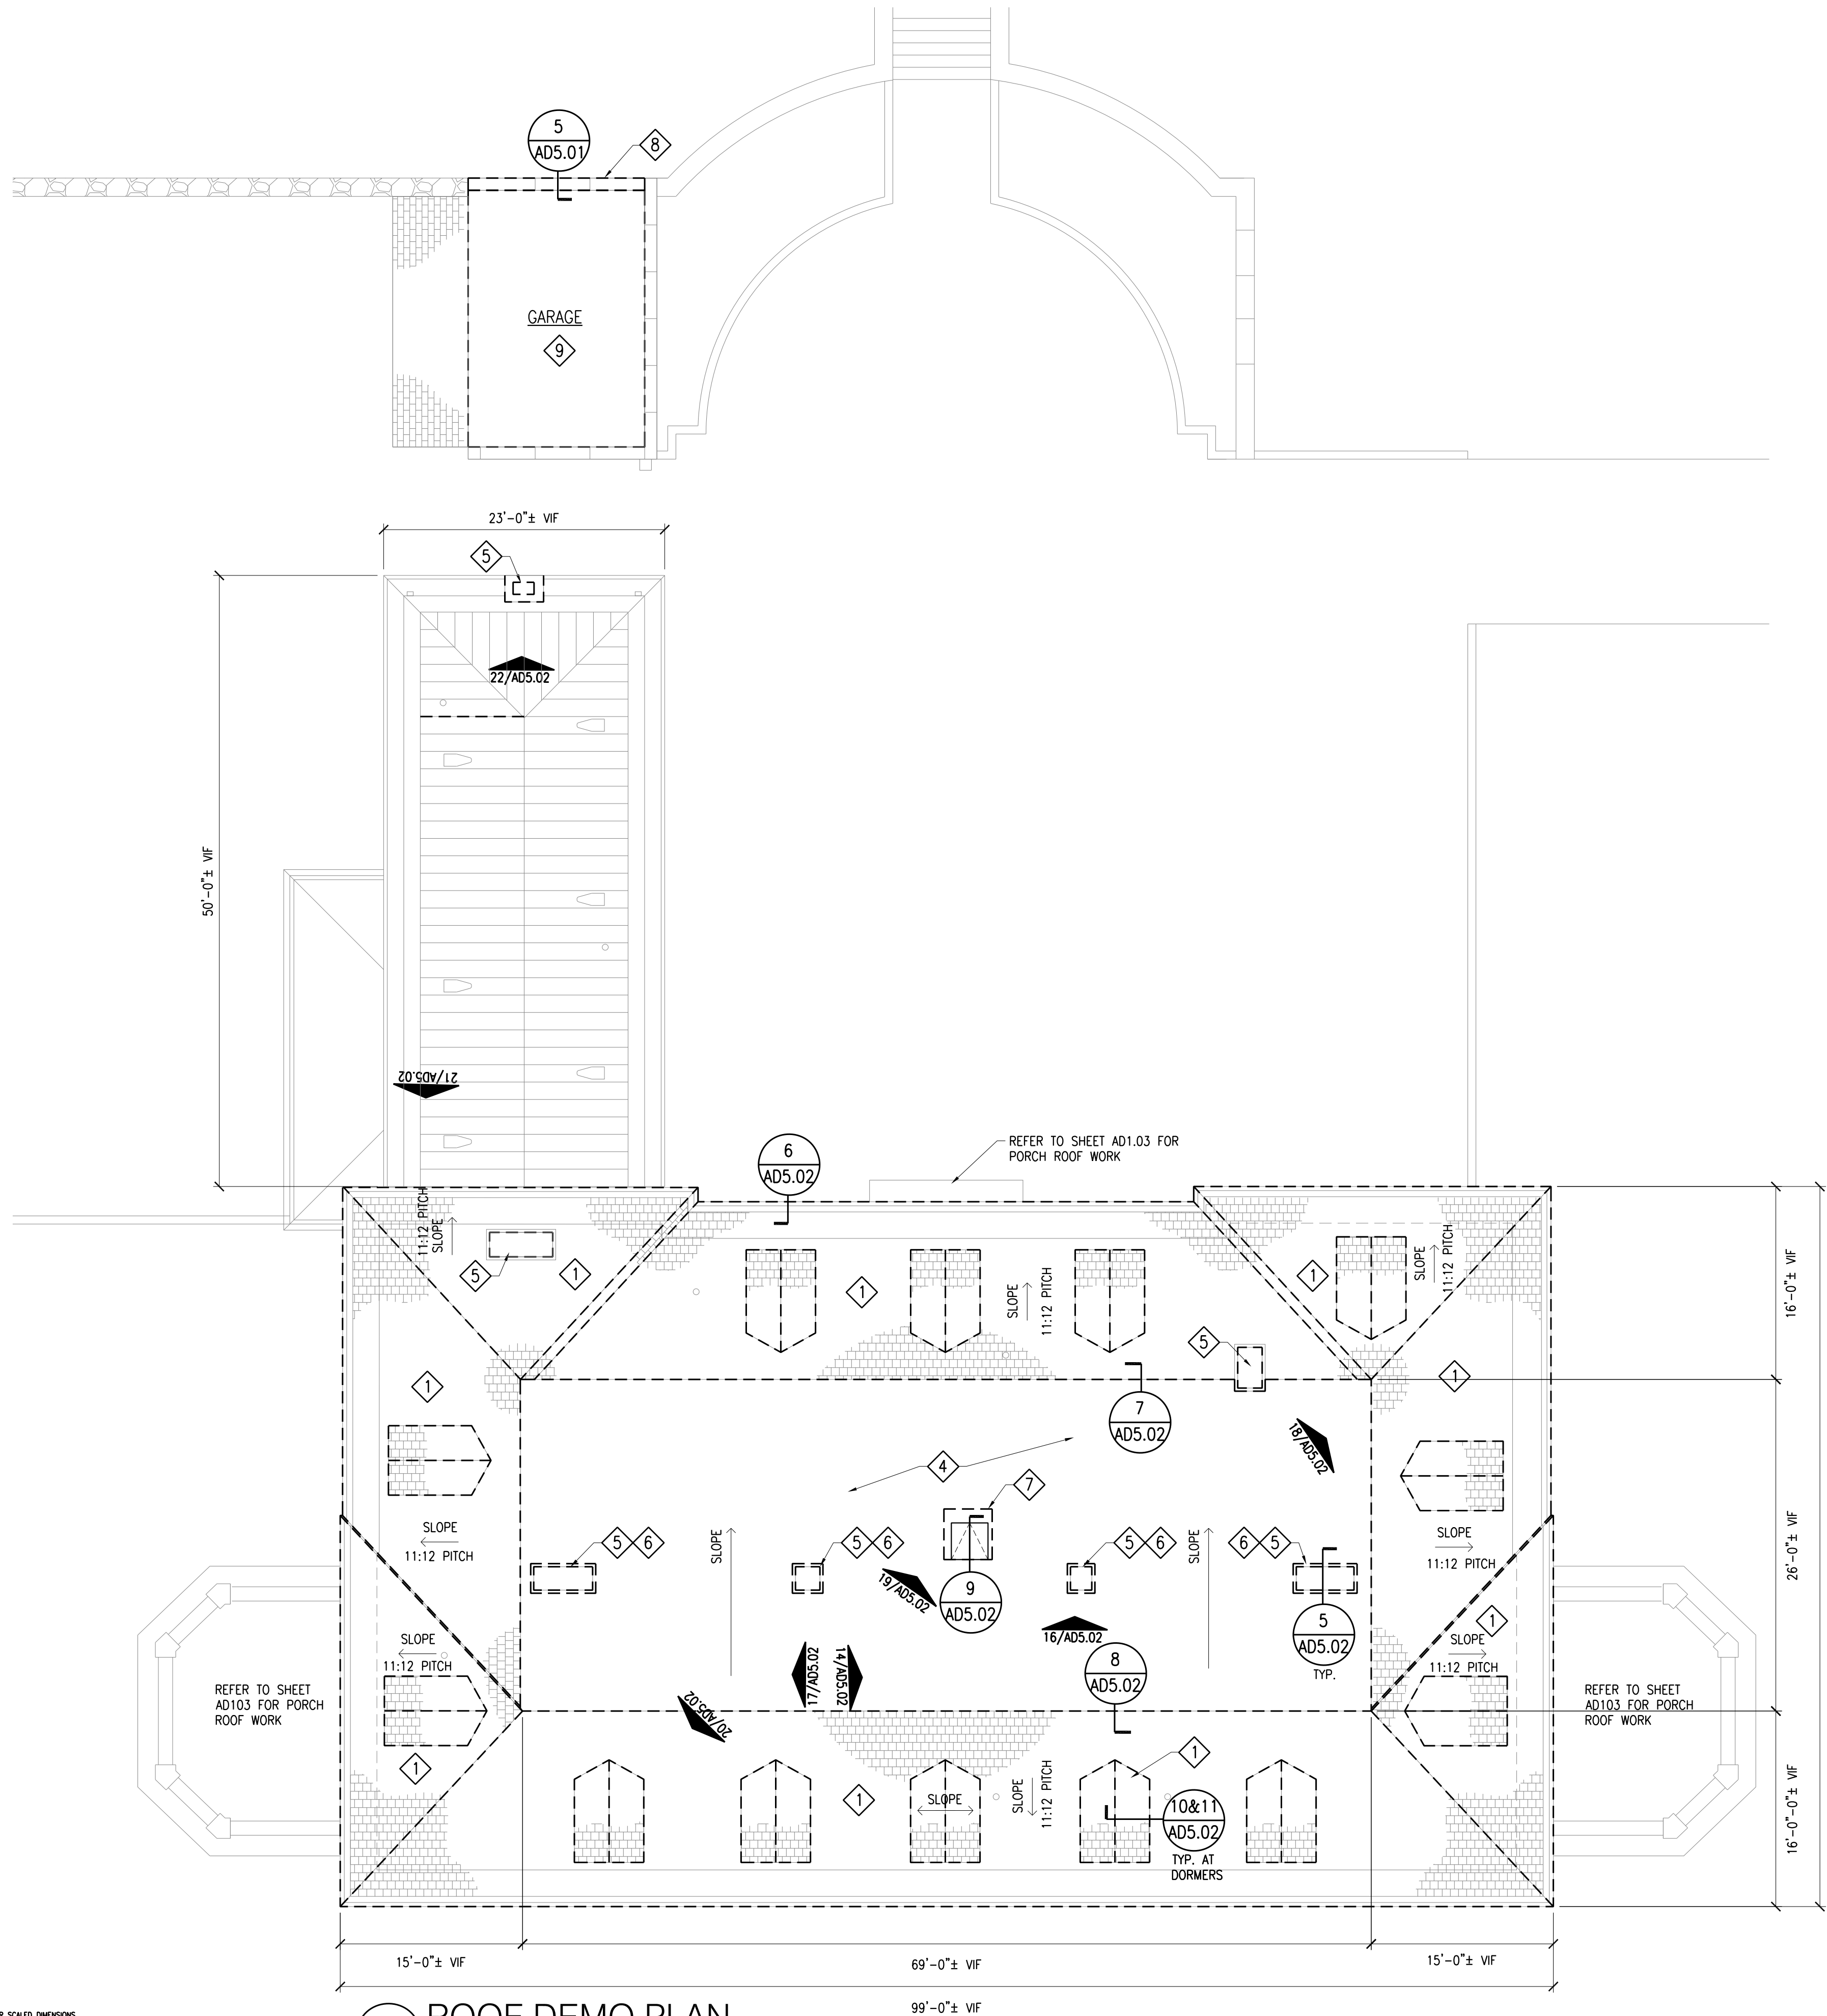 5
AD5.01
8
GARAGE
9
23'-0"± VIF
5
22/AD5.02
50'-0"± VIF
21/AD5.02
6
AD5.02
REFER TO SHEET AD1.03 FOR
PORCH ROOF WORK
11:12 PITCH
SLOPE
5
1
1
SLOPE
11:12 PITCH
1
SLOPE
11:12 PITCH
16'-0"± VIF
5
1
1
7
AD5.02
18/AD5.02
4
7
SLOPE
11:12 PITCH
5
6
SLOPE
5
6
5
6
SLOPE
6
5
SLOPE
11:12 PITCH
26'-0"± VIF
19/AD5.02
9
AD5.02
16/AD5.02
5
AD5.02
TYP.
1
SLOPE
11:12 PITCH
SLOPE
11:12 PITCH
REFER TO SHEET
AD103 FOR PORCH
ROOF WORK
17/AD5.02
14/AD5.02
8
AD5.02
20/AD5.02
REFER TO SHEET
AD103 FOR PORCH
ROOF WORK
1
1
SLOPE
SLOPE
11:12 PITCH
1
10&11
AD5.02
TYP. AT
DORMERS
16'-0"-0"± VIF
15'-0"± VIF
69'-0"± VIF
15'-0"± VIF
99'-0"± VIF
R SCALED DIMENSIONS
ROOF DEMO PLAN